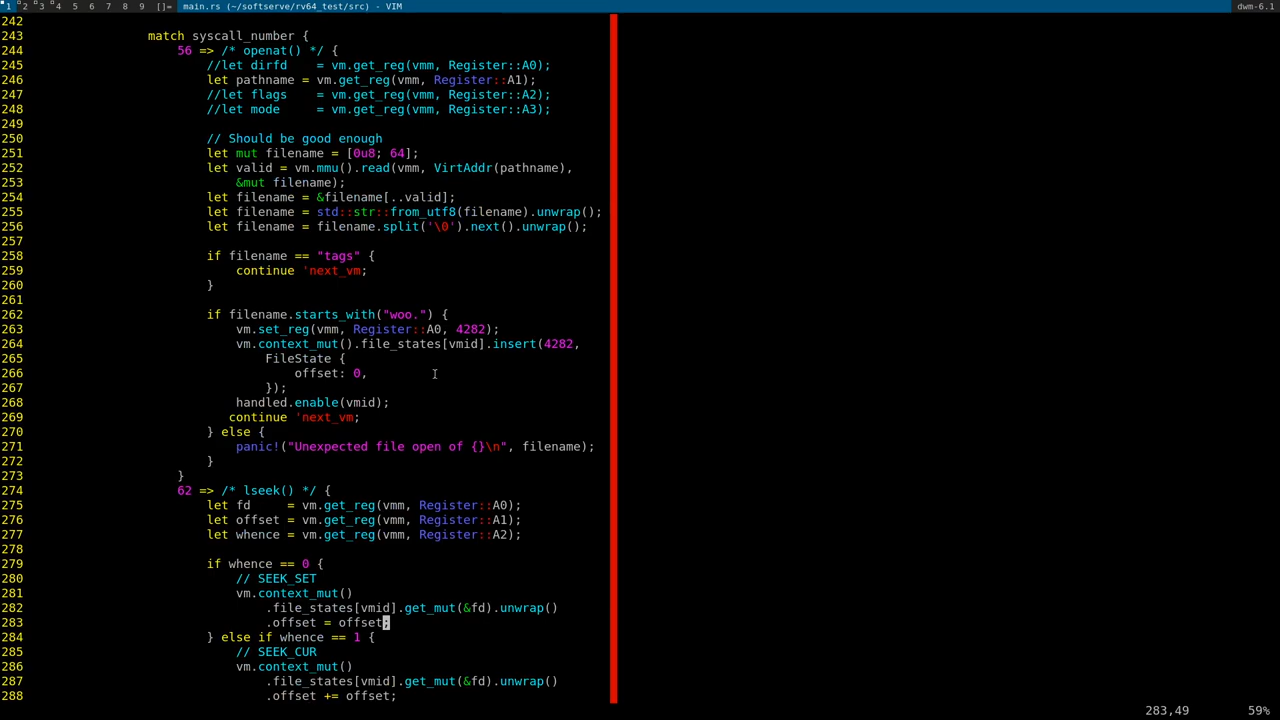 1 2 3 4 5 6 7 8 9 []= main.rs (~/softserve/rv64_test/src) - VIM dwm-6.1
242
243 match syscall_number {
244 56 => /* openat() */ {
245 //let dirfd    = vm.get_reg(vmm, Register::A0);
246 let pathname = vm.get_reg(vmm, Register::A1);
247 //let flags    = vm.get_reg(vmm, Register::A2);
248 //let mode     = vm.get_reg(vmm, Register::A3);
249
250 // Should be good enough
251 let mut filename = [0u8; 64];
252 let valid = vm.mmu().read(vmm, VirtAddr(pathname),
253 &mut filename);
254 let filename = &filename[..valid];
255 let filename = std::str::from_utf8(filename).unwrap();
256 let filename = filename.split('\0').next().unwrap();
257
258 if filename == "tags" {
259 continue 'next_vm;
260 }
261
262 if filename.starts_with("woo.") {
263 vm.set_reg(vmm, Register::A0, 4282);
264 vm.context_mut().file_states[vmid].insert(4282,
265 FileState {
266 offset: 0,
267 });
268 handled.enable(vmid);
269 continue 'next_vm;
270 } else {
271 panic!("Unexpected file open of {}\n", filename);
272 }
273 }
274 62 => /* lseek() */ {
275 let fd     = vm.get_reg(vmm, Register::A0);
276 let offset = vm.get_reg(vmm, Register::A1);
277 let whence = vm.get_reg(vmm, Register::A2);
278
279 if whence == 0 {
280 // SEEK_SET
281 vm.context_mut()
282 .file_states[vmid].get_mut(&fd).unwrap()
283 .offset = offset;
284 } else if whence == 1 {
285 // SEEK_CUR
286 vm.context_mut()
287 .file_states[vmid].get_mut(&fd).unwrap()
288 .offset += offset;
283,49 59%